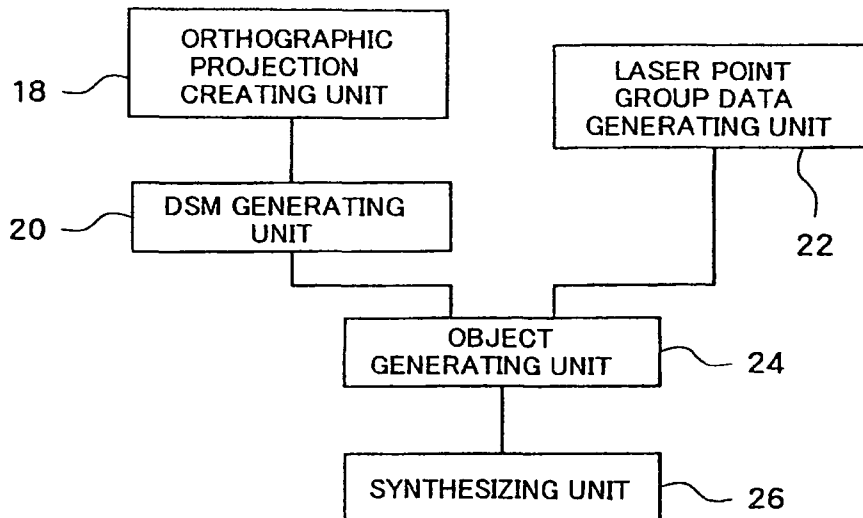 ORTHOGRAPHIC
PROJECTION
CREATING UNIT
18
LASER POINT
GROUP DATA
GENERATING UNIT
22
DSM GENERATING
UNIT
20
OBJECT
GENERATING UNIT
24
SYNTHESIZING UNIT
26